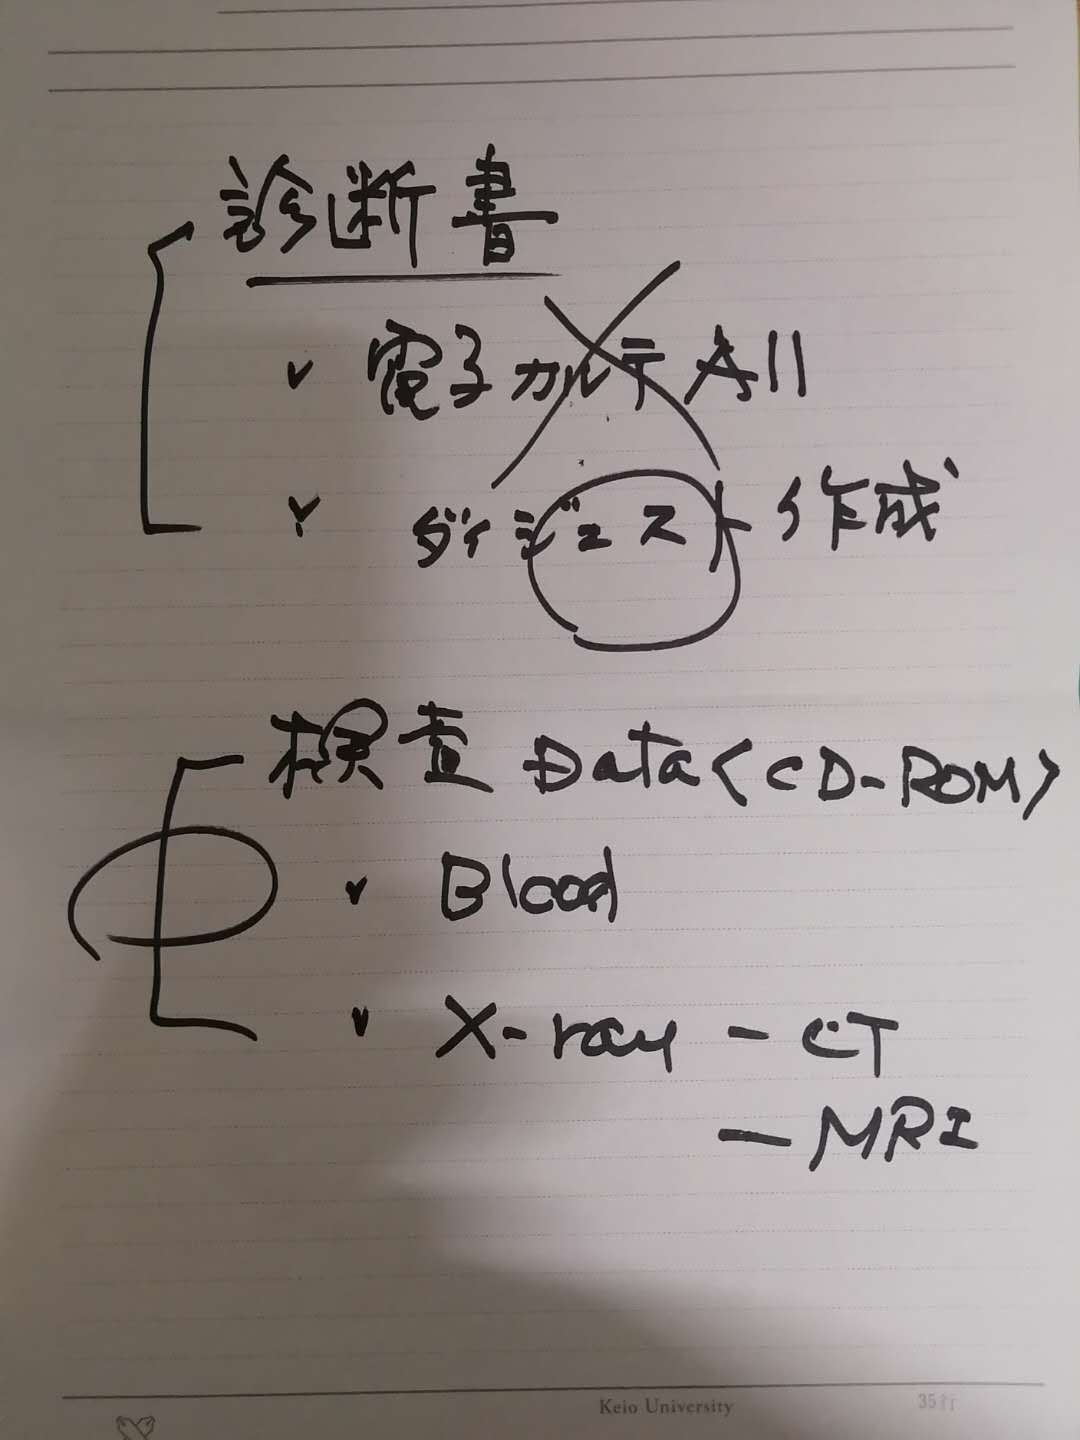 診断書
✓ 電子カルテ All
✓ ダイジェスト 作成
検査 Data <CD-ROM>
✓ Blood
✓ X-ray - CT
- MRI
Keio University 35行